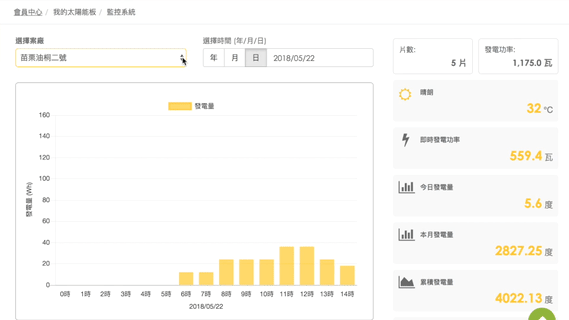 會員中心 / 我的太陽能板 / 監控系統
選擇案廠
苗栗油桐二號
選擇時間 (年/月/日)
年 月 日 2018/05/22
片數:
5 片
發電功率:
1,175.0 瓦
晴朗
32 °C
即時發電功率
559.4 瓦
今日發電量
5.6 度
本月發電量
2827.25 度
累積發電量
4022.13 度
發電量
發電量 (Wh)
160
140
120
100
80
60
40
20
0
0時 1時 2時 3時 4時 5時 6時 7時 8時 9時 10時 11時 12時 13時 14時
2018/05/22